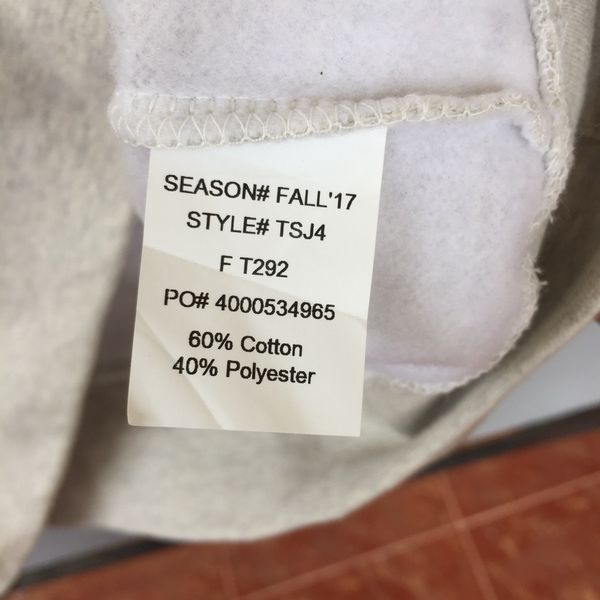 SEASON# FALL'17
STYLE# TSJ4
F T292
PO# 4000534965
60% Cotton
40% Polyester